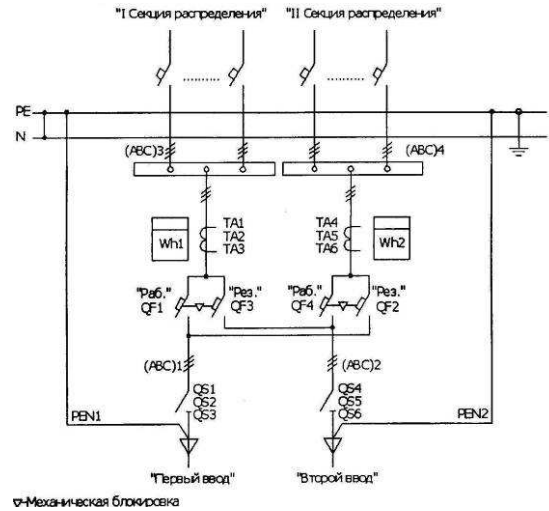 "I Секция распределения" "II Секция распределения"
PE
N
(ABC)3 (ABC)4
TA1 TA4
TA2 TA5
TA3 TA6
Wh1 Wh2
"Раб." "Рез." "Раб." "Рез."
QF1 QF3 QF4 QF2
(ABC)1 (ABC)2
QS1 QS4
QS2 QS5
QS3 QS6
PEN1 PEN2
"Первый ввод" "Второй ввод"
-Механическая блокировка